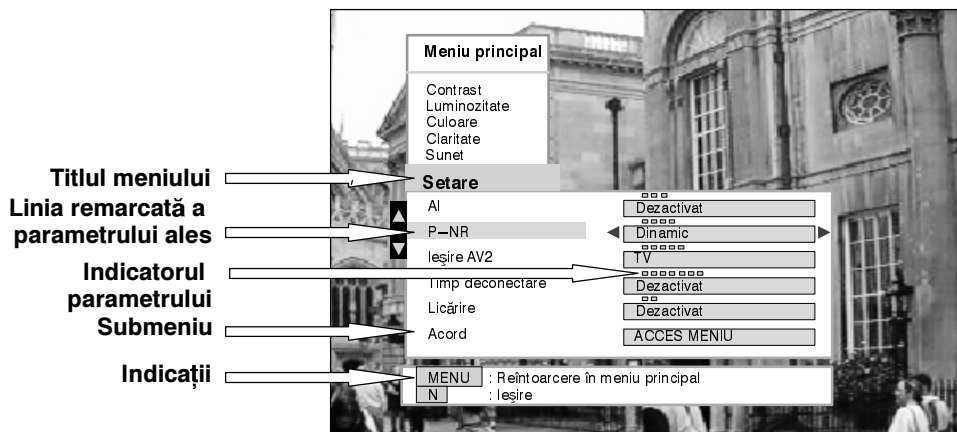 Meniu principal
Contrast
Luminozitate
Culoare
Claritate
Sunet
Titlul meniului
Setare
Linia remarcată a
parametrului ales
AI
Dezactivat
P–NR
Dinamic
Ieşire AV2
TV
Indicatorul
parametrului
Timp deconectare
Dezactivat
Licărire
Dezactivat
Submeniu
Acord
ACCES MENIU
Indicaţii
MENU : Reîntoarcere în meniu principal
N : Ieşire